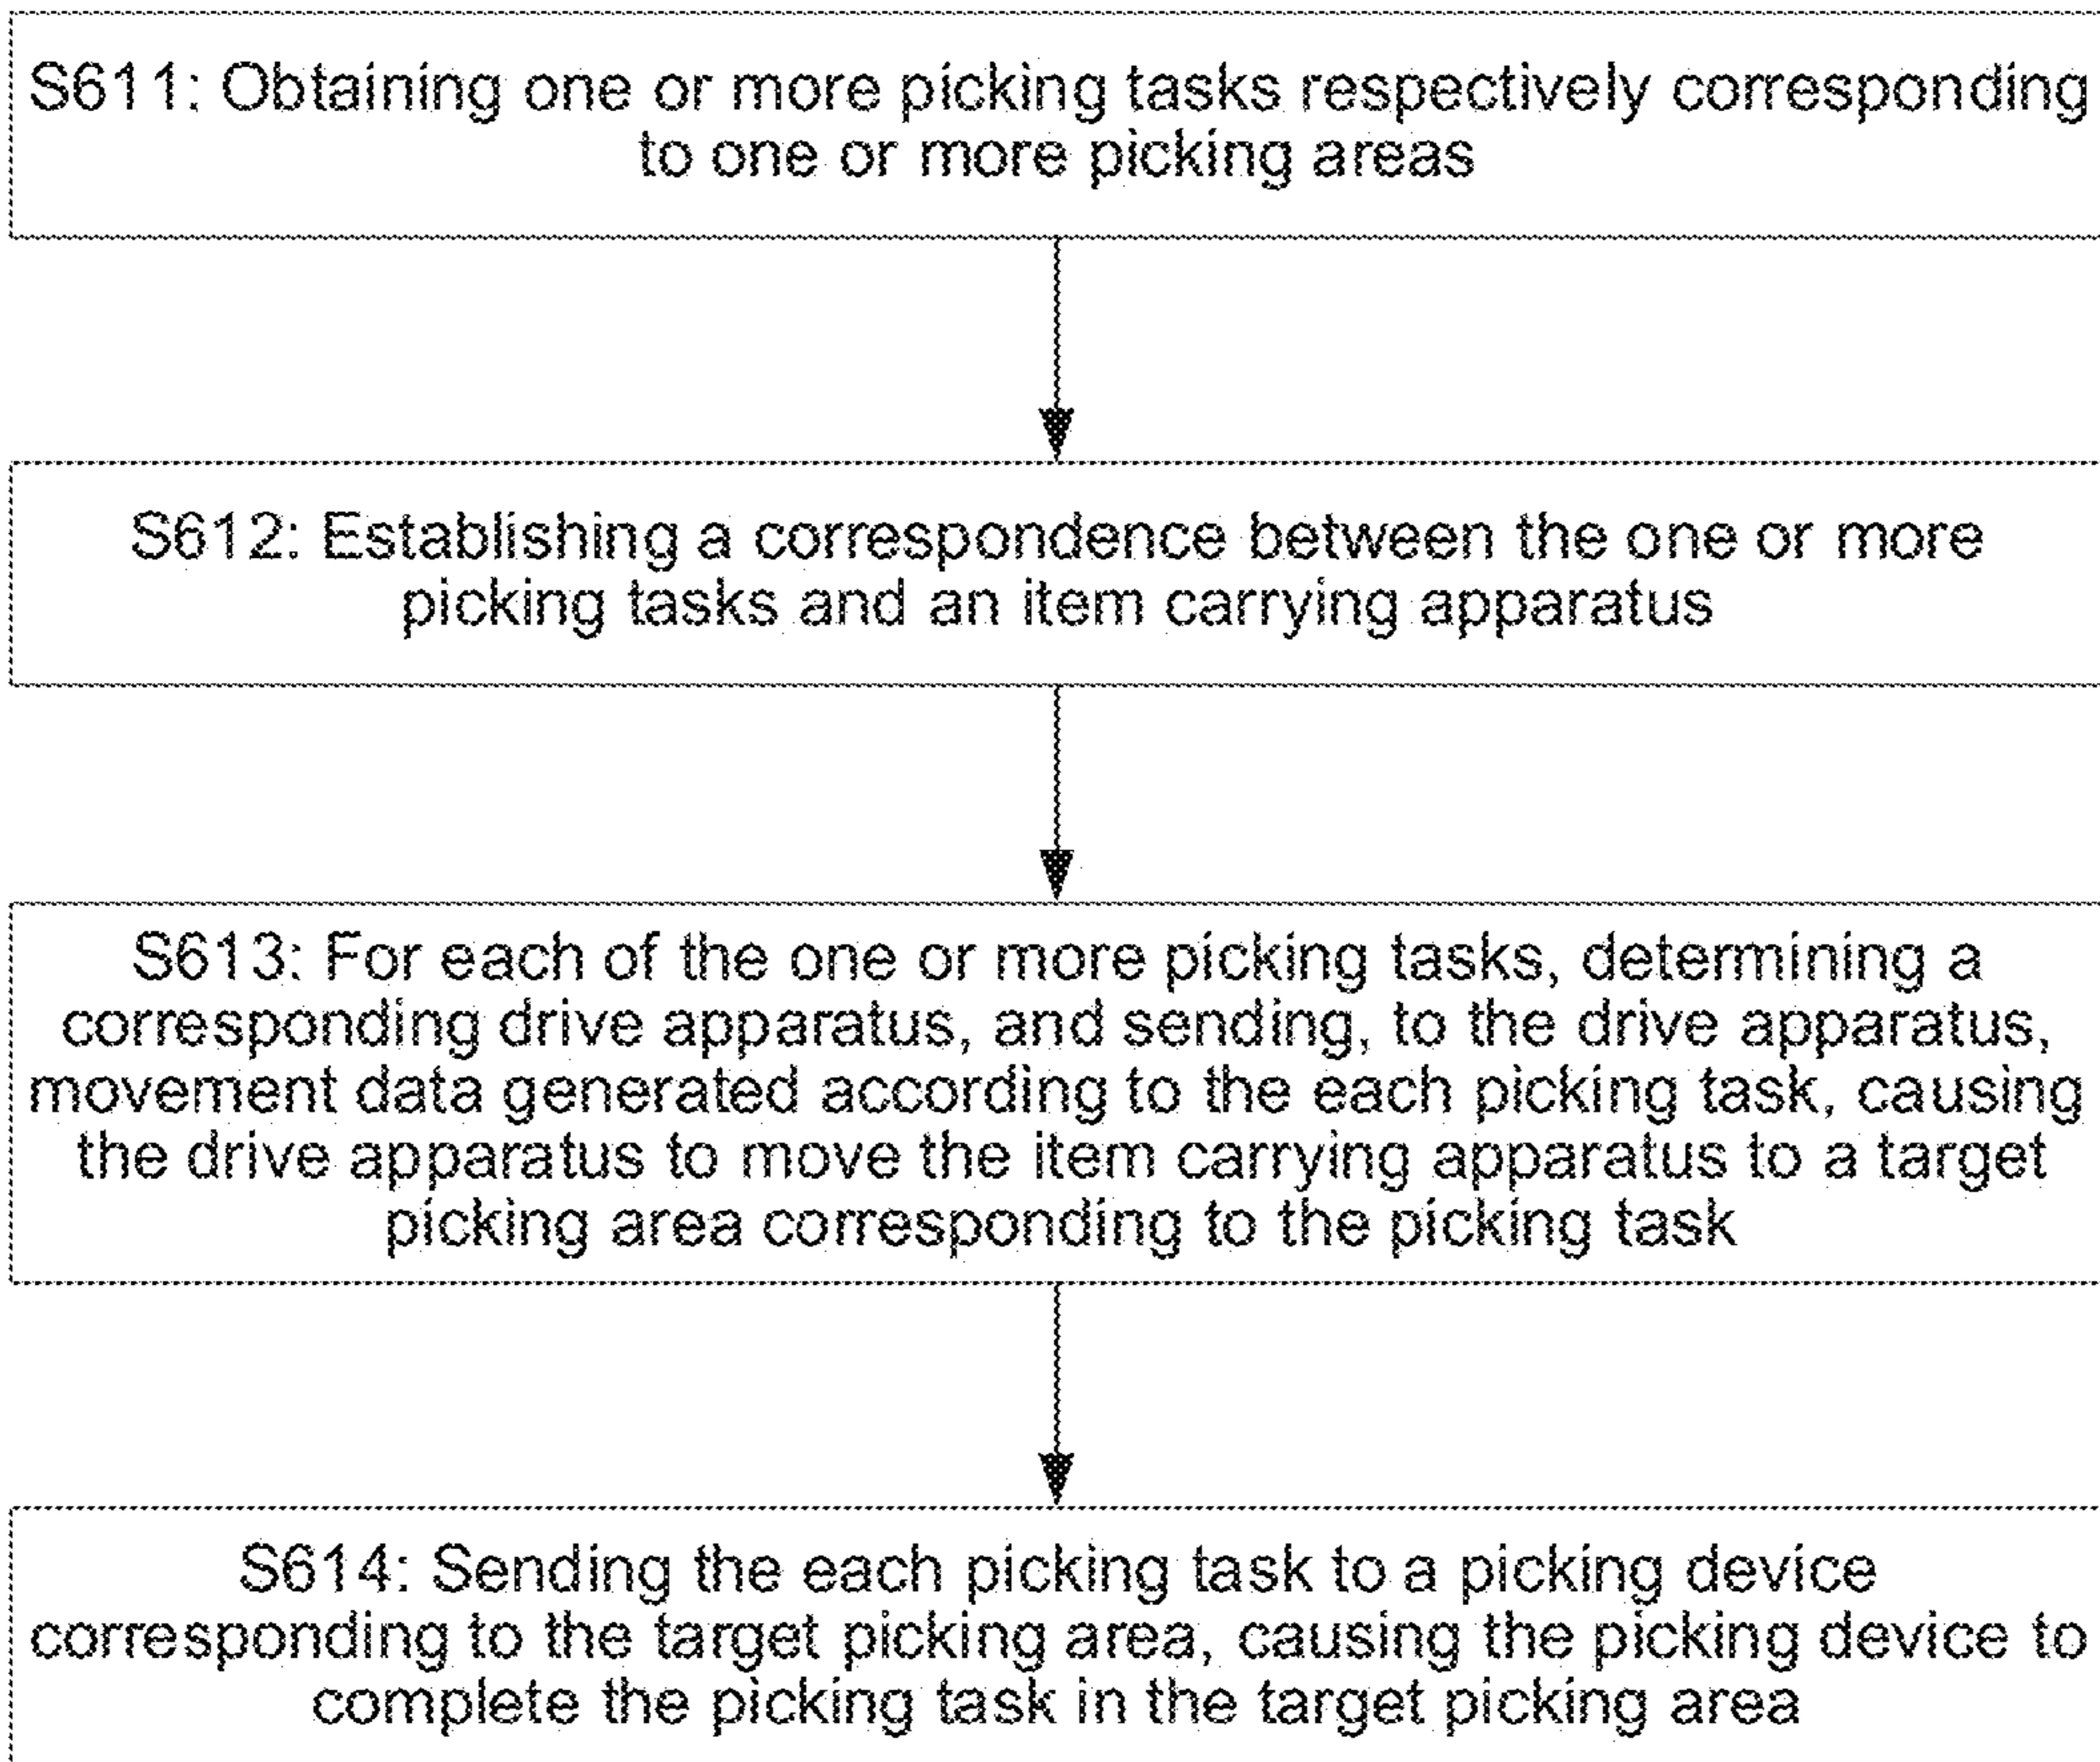 S611: Obtaining one or more picking tasks respectively corresponding
to one or more picking areas
S612: Establishing a correspondence between the one or more
picking tasks and an item carrying apparatus
S613: For each of the one or more picking tasks, determining a
corresponding drive apparatus, and sending, to the drive apparatus,
movement data generated according to the each picking task, causing
the drive apparatus to move the item carrying apparatus to a target
picking area corresponding to the picking task
S614: Sending the each picking task to a picking device
corresponding to the target picking area, causing the picking device to
complete the picking task in the target picking area